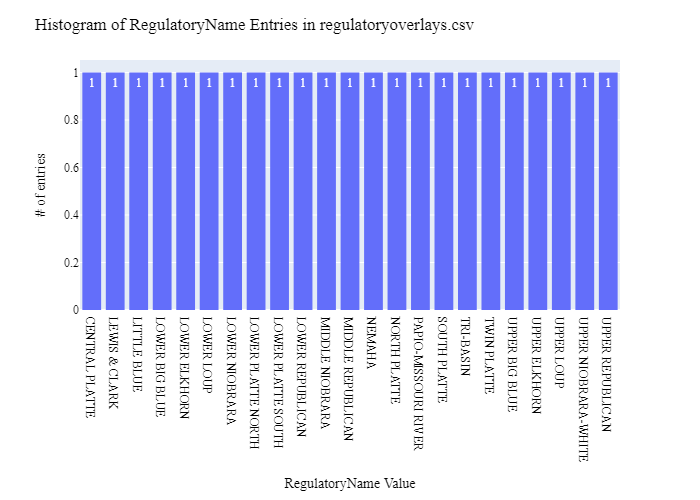 Histogram of RegulatoryName Entries in regulatoryoverlays.csv
1
0.8
0.6
0.4
0.2
0
# of entries
1 1 1 1 1 1 1 1 1 1 1 1 1 1 1 1 1 1 1 1 1 1 1
CENTRAL PLATTE
LEWIS & CLARK
LITTLE BLUE
LOWER BIG BLUE
LOWER ELKHORN
LOWER LOUP
LOWER NIOBRARA
LOWER PLATTE NORTH
LOWER PLATTE SOUTH
LOWER REPUBLICAN
MIDDLE NIOBRARA
MIDDLE REPUBLICAN
NEMAHA
NORTH PLATTE
PAPIO-MISSOURI RIVER
SOUTH PLATTE
TRI-BASIN
TWIN PLATTE
UPPER BIG BLUE
UPPER ELKHORN
UPPER LOUP
UPPER NIOBRARA-WHITE
UPPER REPUBLICAN
RegulatoryName Value